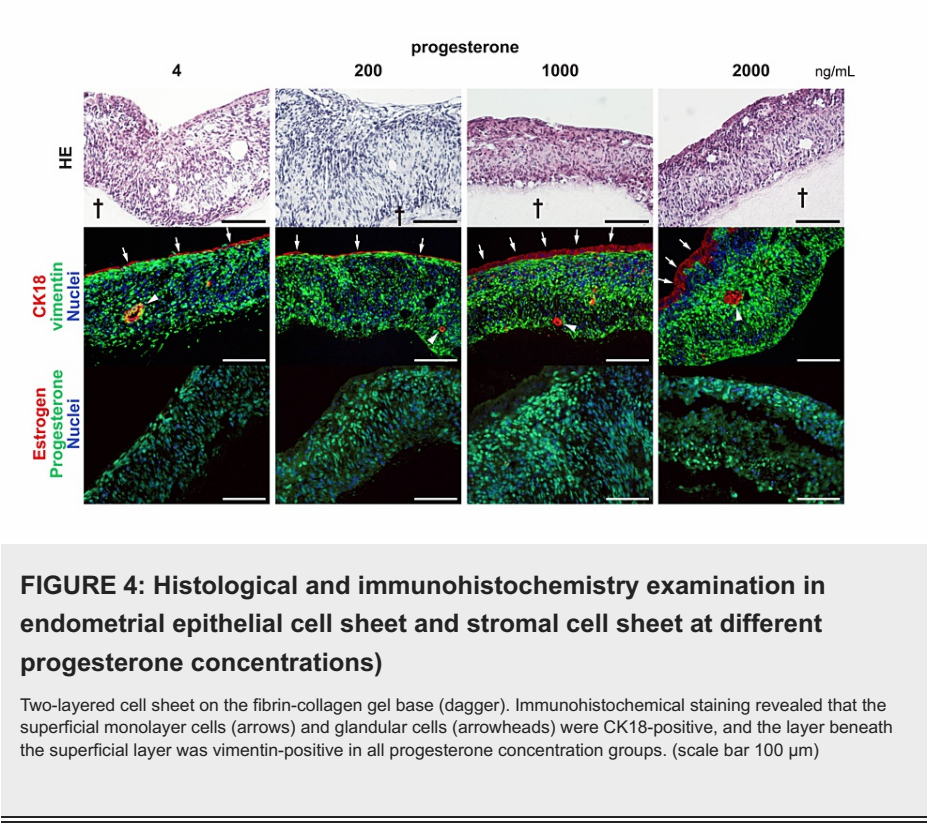 progesterone
4 200 1000 2000 ng/mL
HE
†
†
†
†
CK18
vimentin
Nuclei
Estrogen
Progesterone
Nuclei
FIGURE 4: Histological and immunohistochemistry examination in
endometrial epithelial cell sheet and stromal cell sheet at different
progesterone concentrations)
Two-layered cell sheet on the fibrin-collagen gel base (dagger). Immunohistochemical staining revealed that the
superficial monolayer cells (arrows) and glandular cells (arrowheads) were CK18-positive, and the layer beneath
the superficial layer was vimentin-positive in all progesterone concentration groups. (scale bar 100 µm)